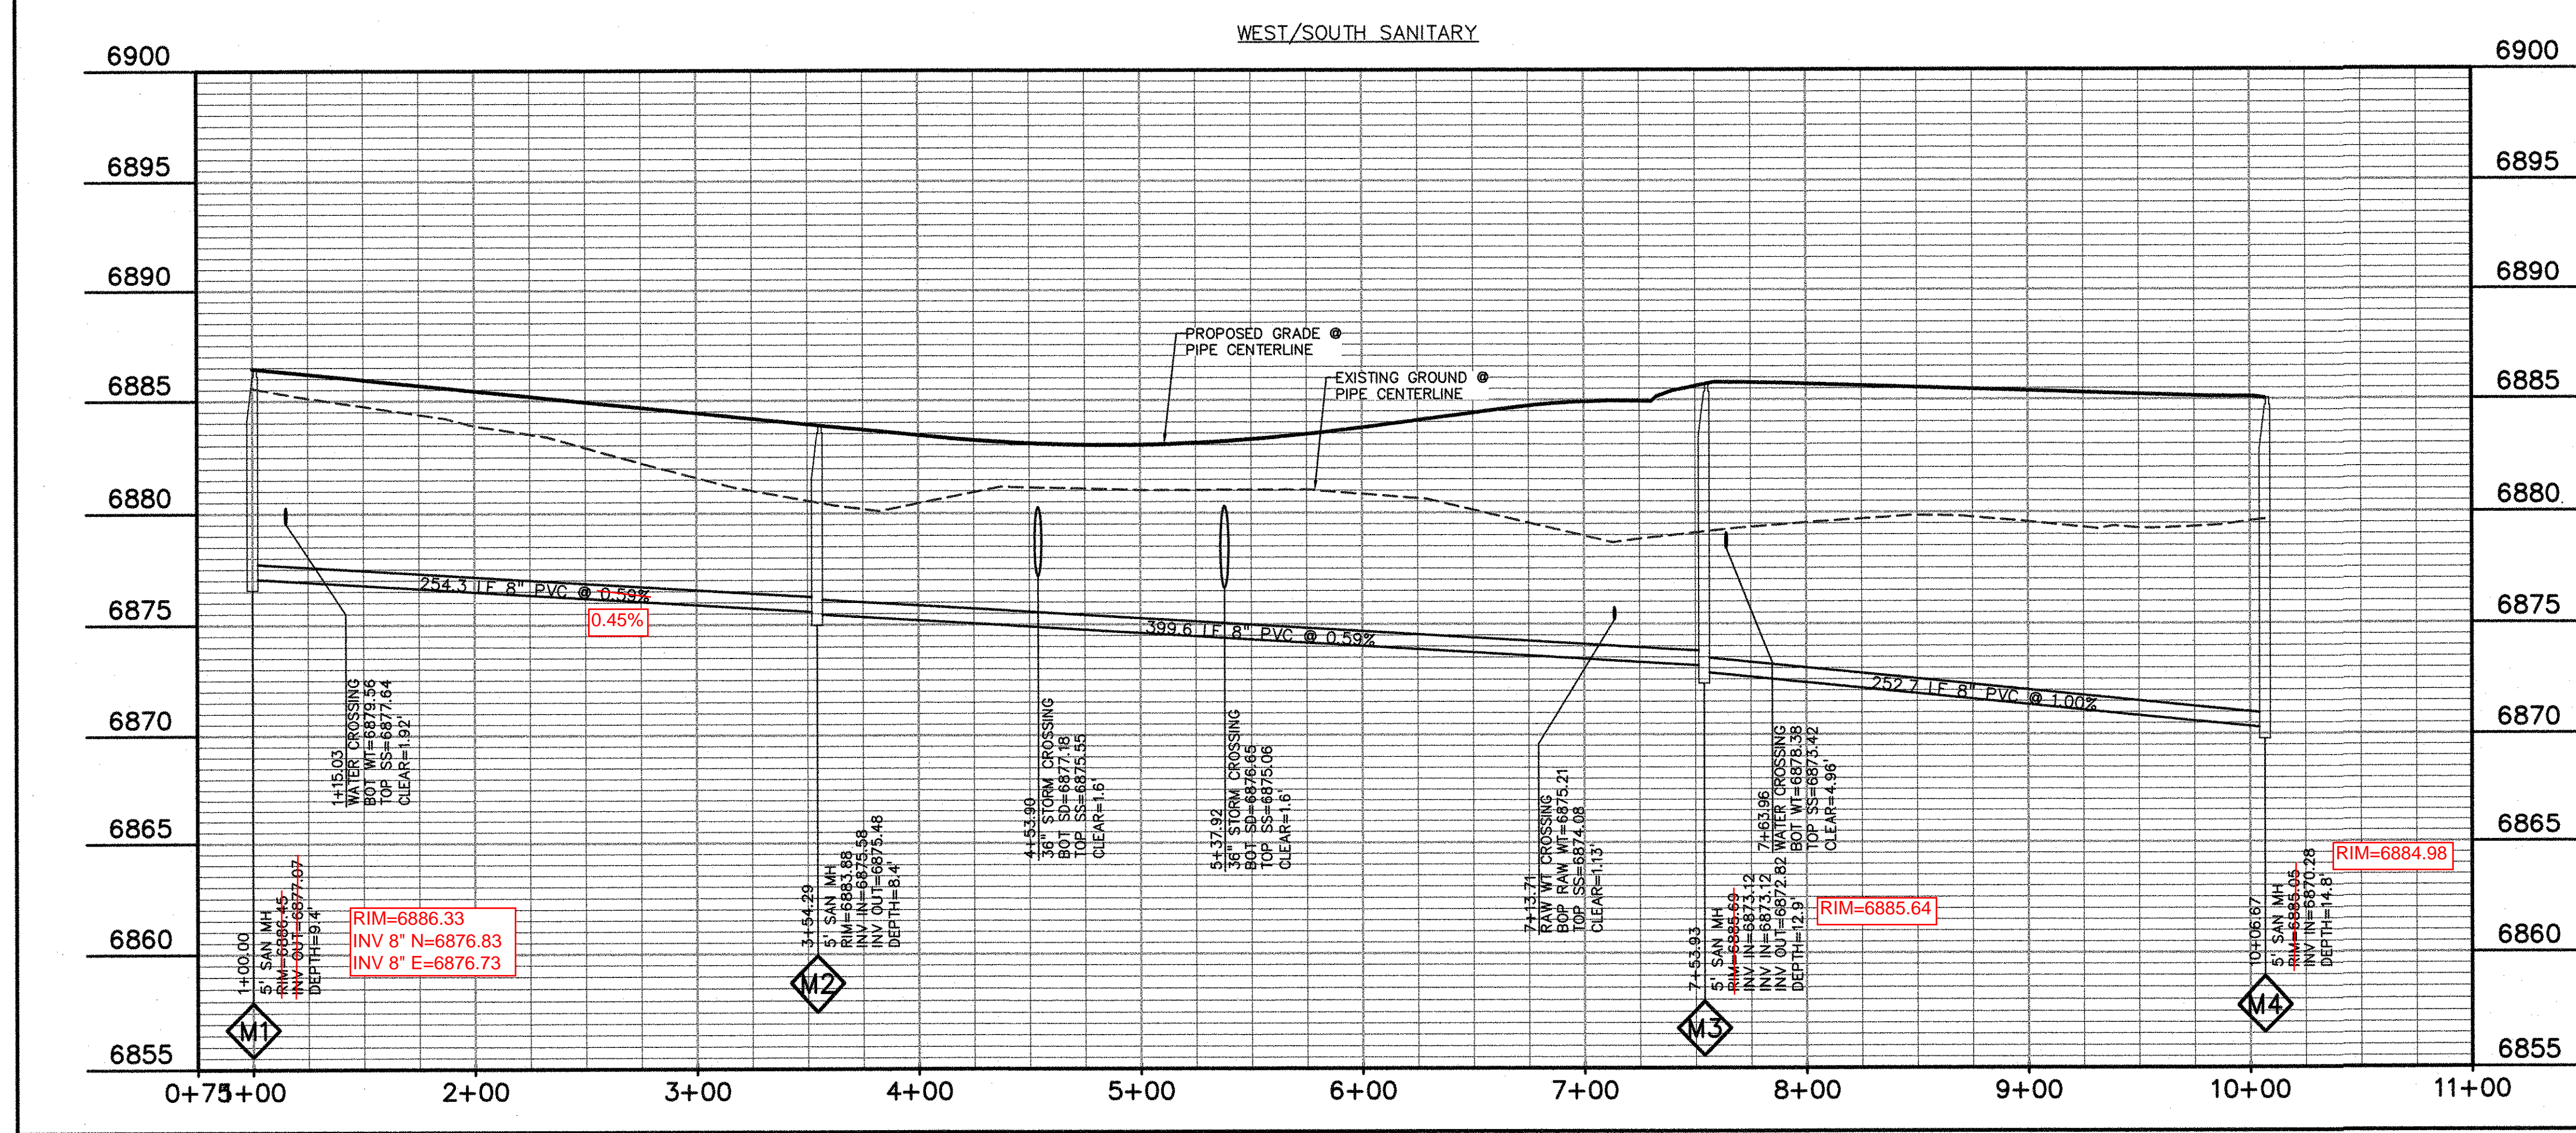 WEST/SOUTH SANITARY
6900
6895
6890
6885
6880
6875
6870
6865
6860
6855
6900
6895
6890
6885
6880
6875
6870
6865
6860
6855
PROPOSED GRADE @
PIPE CENTERLINE
EXISTING GROUND @
PIPE CENTERLINE
254.3 LF 8" PVC @ 0.59%
0.45%
399.6 LF 8" PVC @ 0.59%
252.7 LF 8" PVC @ 1.00%
1+15.03
WATER CROSSING
BOT WT=6879.56
TOP SS=6877.64
CLEAR=1.92'
4+53.90
36" STORM CROSSING
BOT SD=6877.18
TOP SS=6875.55
CLEAR=1.6'
5+37.92
36" STORM CROSSING
BOT SD=6876.65
TOP SS=6875.06
CLEAR=1.6'
7+13.71
RAW WT CROSSING
BOP RAW WT=6875.21
TOP SS=6874.08
CLEAR=1.13'
7+63.96
WATER CROSSING
BOT WT=6878.38
TOP SS=6873.42
CLEAR=4.96'
1+00.00
5' SAN MH
RIM=6886.45
INV OUT=6877.07
DEPTH=9.4'
RIM=6886.33
INV 8" N=6876.83
INV 8" E=6876.73
M1
3+54.29
5' SAN MH
RIM=6883.88
INV IN=6875.58
INV OUT=6875.48
DEPTH=8.4'
M2
7+53.93
5' SAN MH
RIM=6885.69
INV IN=6873.12
INV IN=6873.12
INV OUT=6872.82
DEPTH=12.9'
RIM=6885.64
M3
10+06.67
5' SAN MH
RIM=6885.05
INV IN=6870.28
DEPTH=14.8'
RIM=6884.98
M4
0+75
1+00
2+00
3+00
4+00
5+00
6+00
7+00
8+00
9+00
10+00
11+00